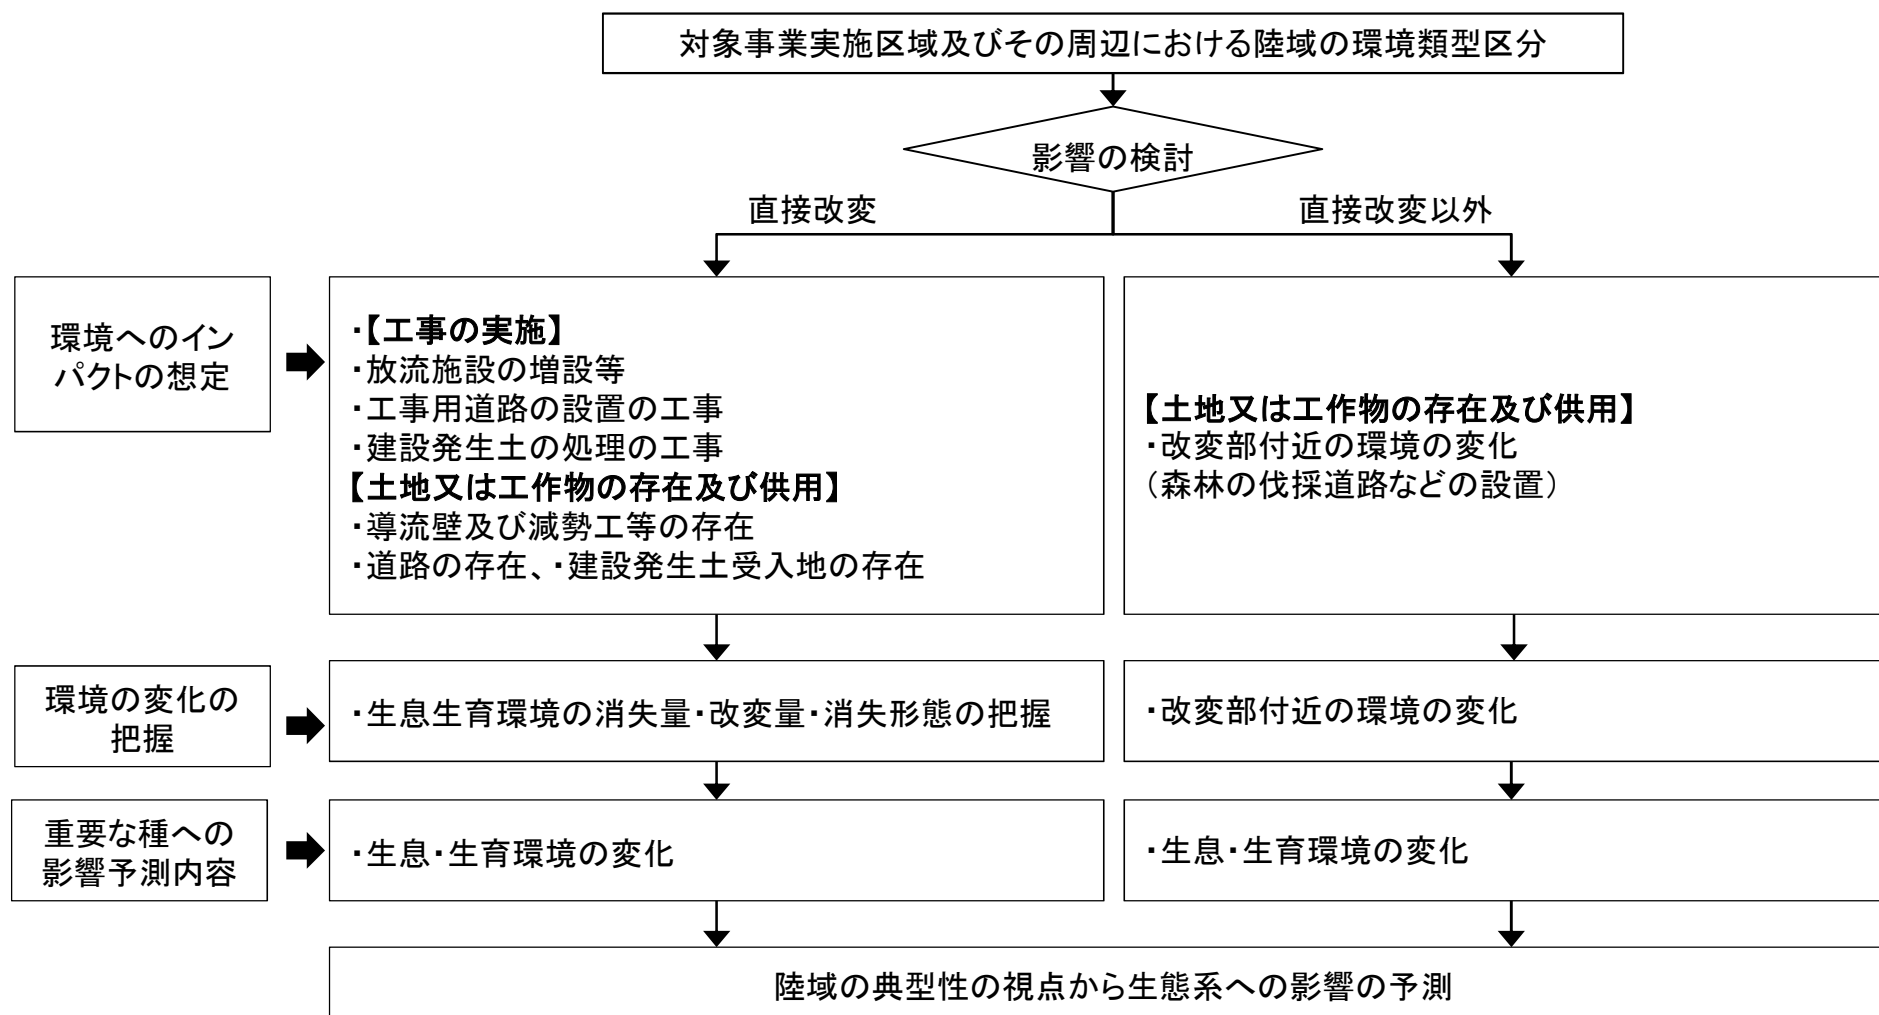 対象事業実施区域及びその周辺における陸域の環境類型区分
影響の検討
直接改変
直接改変以外
環境へのイン
パクトの想定
・【工事の実施】
・放流施設の増設等
・工事用道路の設置の工事
・建設発生土の処理の工事
【土地又は工作物の存在及び供用】
・導流壁及び減勢工等の存在
・道路の存在、・建設発生土受入地の存在
【土地又は工作物の存在及び供用】
・改変部付近の環境の変化
（森林の伐採道路などの設置）
環境の変化の
把握
・生息生育環境の消失量・改変量・消失形態の把握
・改変部付近の環境の変化
重要な種への
影響予測内容
・生息・生育環境の変化
・生息・生育環境の変化
陸域の典型性の視点から生態系への影響の予測